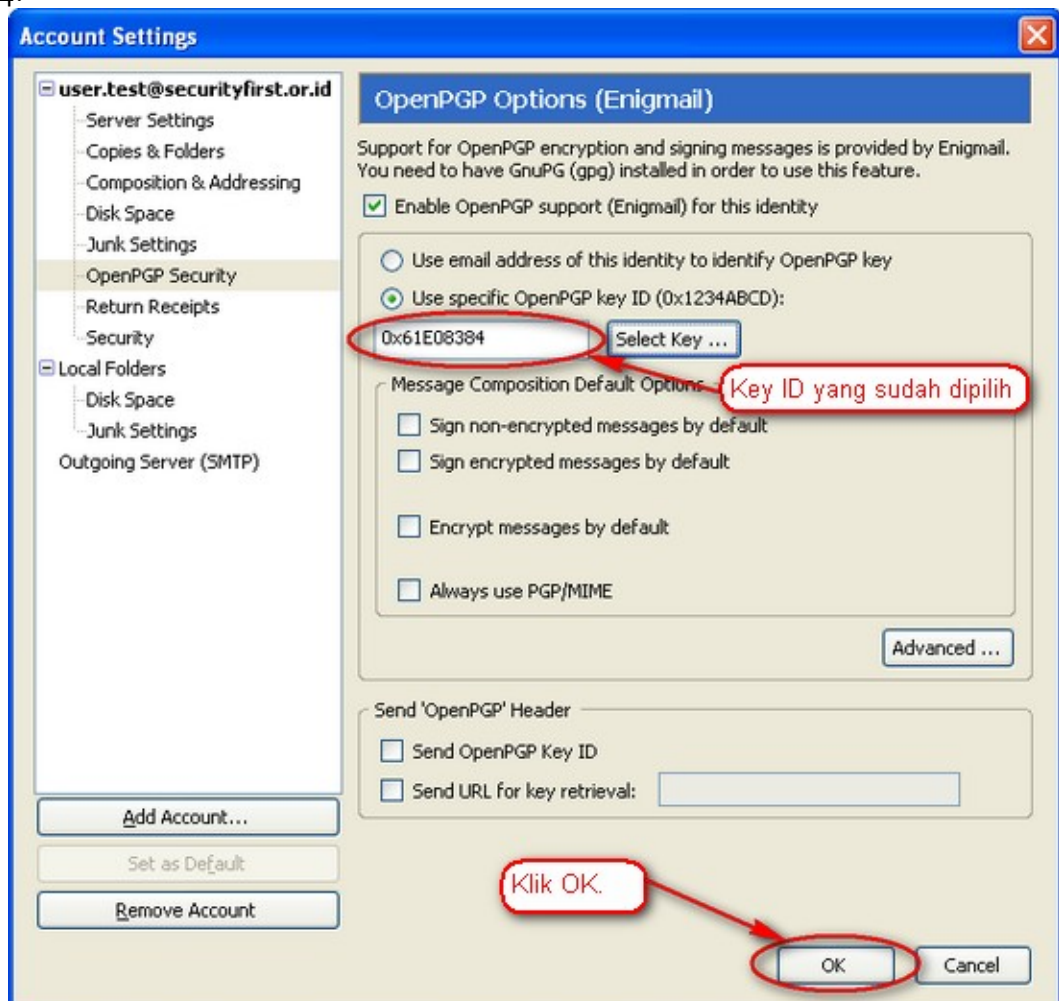 4.
Account Settings
user.test@securityfirst.or.id
Server Settings
Copies & Folders
Composition & Addressing
Disk Space
Junk Settings
OpenPGP Security
Return Receipts
Security
Local Folders
Disk Space
Junk Settings
Outgoing Server (SMTP)
Add Account...
Set as Default
Remove Account
OpenPGP Options (Enigmail)
Support for OpenPGP encryption and signing messages is provided by Enigmail.
You need to have GnuPG (gpg) installed in order to use this feature.
Enable OpenPGP support (Enigmail) for this identity
Use email address of this identity to identify OpenPGP key
Use specific OpenPGP key ID (0x1234ABCD):
0x61E08384
Select Key ...
Key ID yang sudah dipilih
Message Composition Default Options
Sign non-encrypted messages by default
Sign encrypted messages by default
Encrypt messages by default
Always use PGP/MIME
Advanced ...
Send 'OpenPGP' Header
Send OpenPGP Key ID
Send URL for key retrieval:
Klik OK.
OK
Cancel